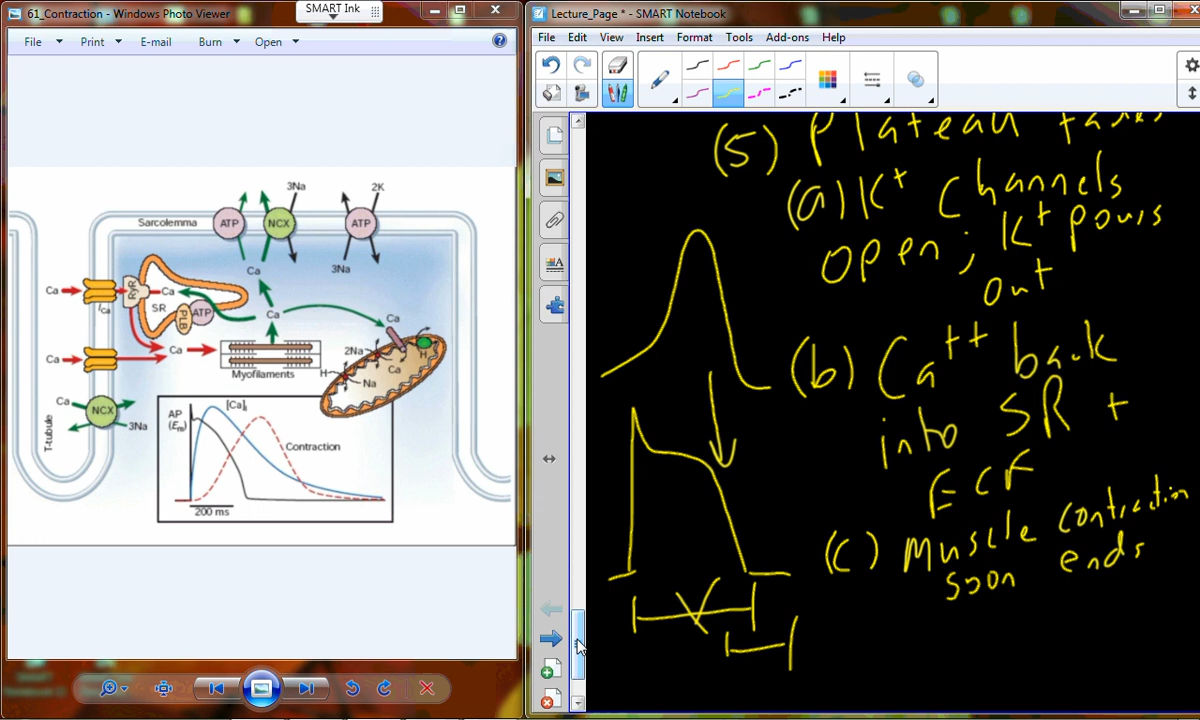 61_Contraction - Windows Photo Viewer
SMART Ink
File Print E-mail Burn Open
Sarcolemma
ATP
NCX
3Na
ATP
2K
3Na
Ca
Ca
ICa
RyR
Ca
SR
PLB
ATP
Ca
Ca
Ca
Ca
Myofilaments
2Na
Ca
H
H
Na
Ca
NCX
3Na
T-tubule
AP
(Em)
[Ca]i
Contraction
200 ms
Lecture_Page * - SMART Notebook
File Edit View Insert Format Tools Add-ons Help
(5) Plateau
(a) K+ Channels
open; K+ pours
out
(b) Ca++ back
into SR +
ECF
(c) Muscle contraction
soon ends